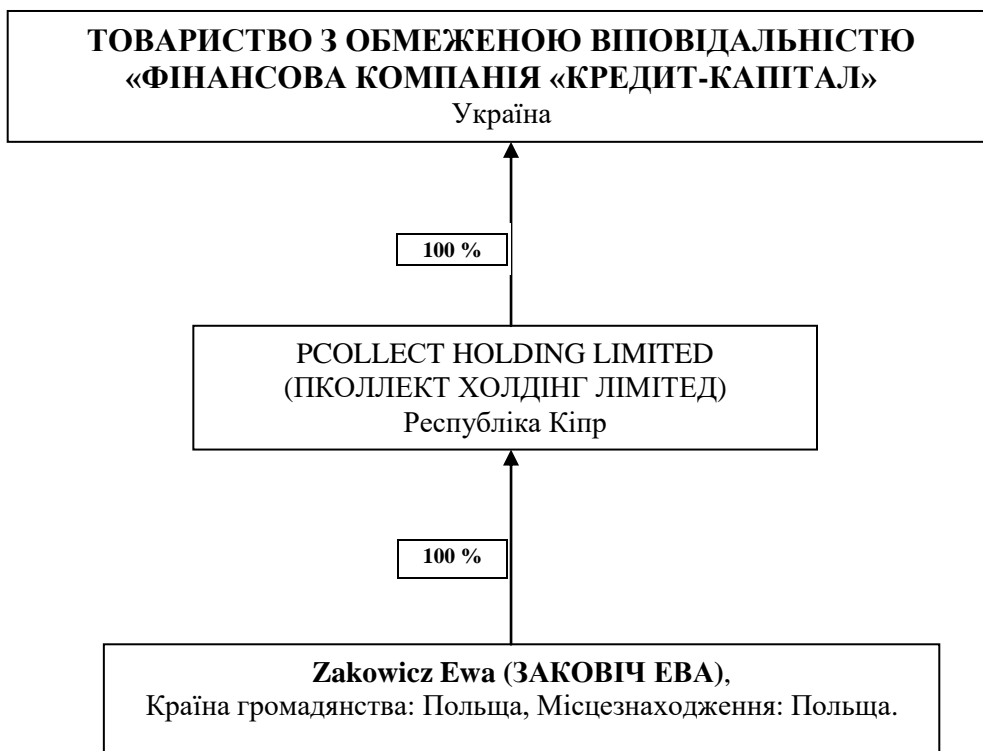 ТОВАРИСТВО З ОБМЕЖЕНОЮ ВІПОВІДАЛЬНІСТЮ
«ФІНАНСОВА КОМПАНІЯ «КРЕДИТ-КАПІТАЛ»
Україна
100 %
PCOLLECT HOLDING LIMITED
(ПКОЛЛЕКТ ХОЛДІНГ ЛІМІТЕД)
Республіка Кіпр
100 %
Zakowicz Ewa (ЗАКОВІЧ ЕВА),
Країна громадянства: Польща, Місцезнаходження: Польща.